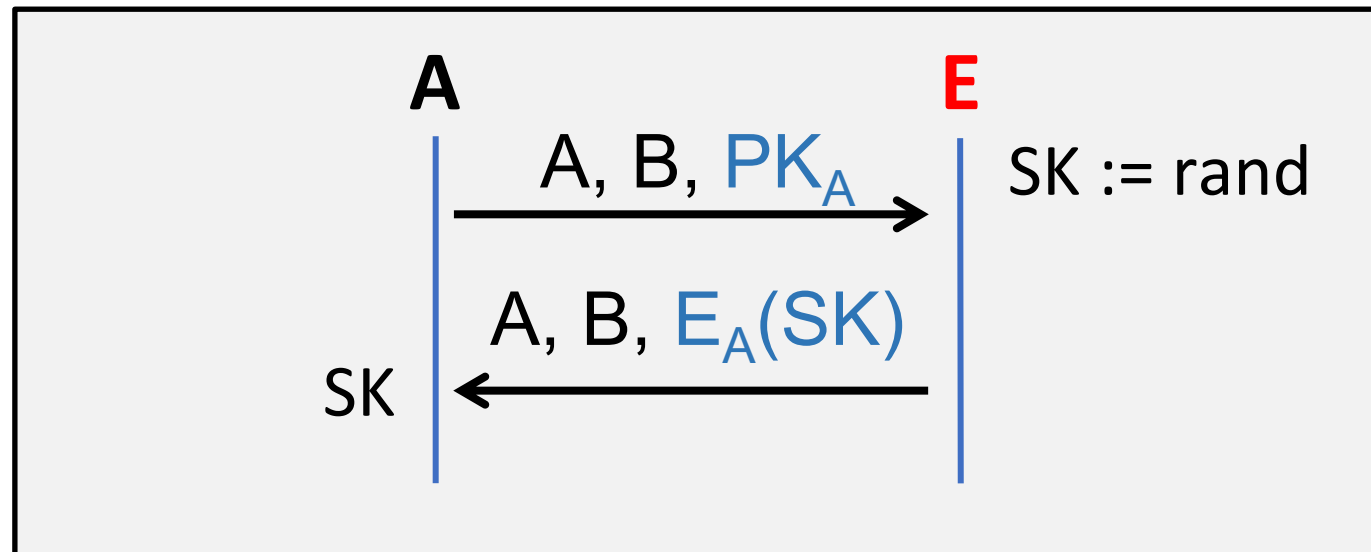 A E
A, B, PK_A SK := rand
A, B, E_A(SK)
SK